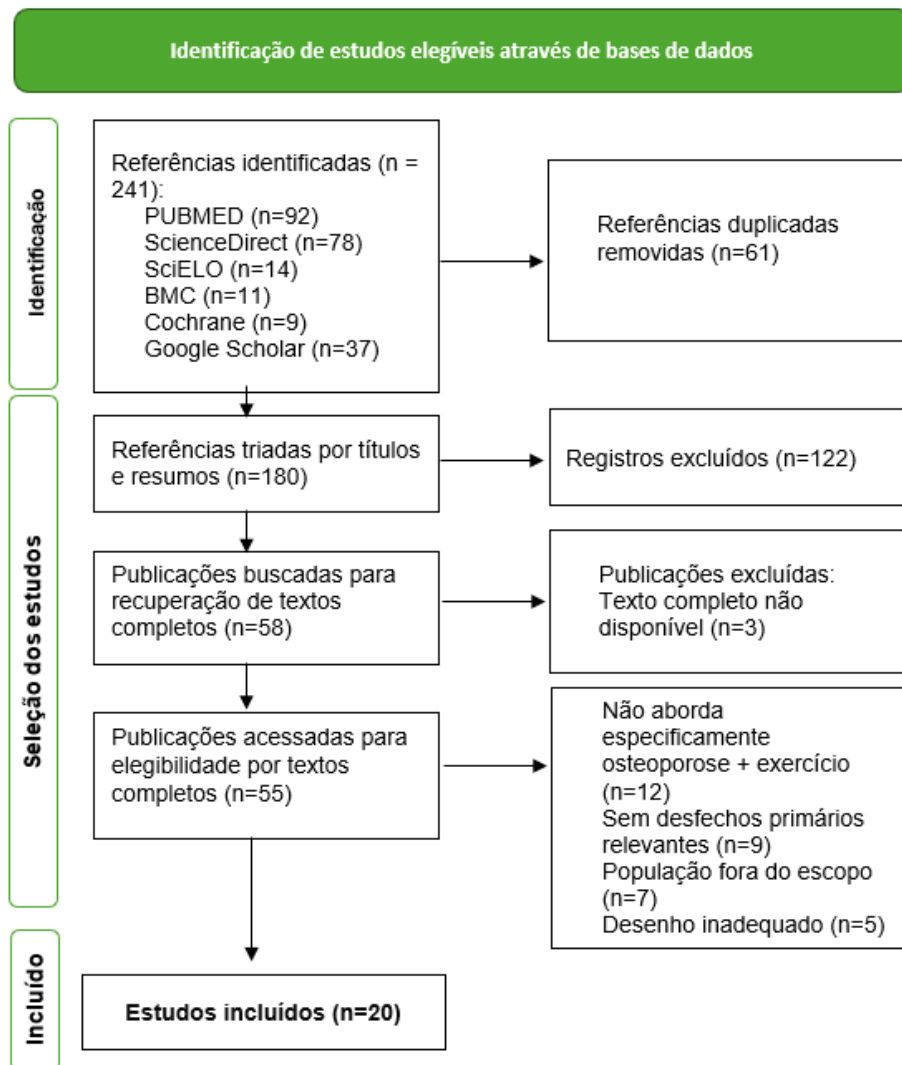 Identificação de estudos elegíveis através de bases de dados
Identificação
Referências identificadas (n =
241):
PUBMED (n=92)
ScienceDirect (n=78)
SciELO (n=14)
BMC (n=11)
Cochrane (n=9)
Google Scholar (n=37)
Referências duplicadas
removidas (n=61)
Seleção dos estudos
Referências triadas por títulos
e resumos (n=180)
Registros excluídos (n=122)
Publicações buscadas para
recuperação de textos
completos (n=58)
Publicações excluídas:
Texto completo não
disponível (n=3)
Publicações acessadas para
elegibilidade por textos
completos (n=55)
Não aborda
especificamente
osteoporose + exercício
(n=12)
Sem desfechos primários
relevantes (n=9)
População fora do escopo
(n=7)
Desenho inadequado (n=5)
Incluído
Estudos incluídos (n=20)